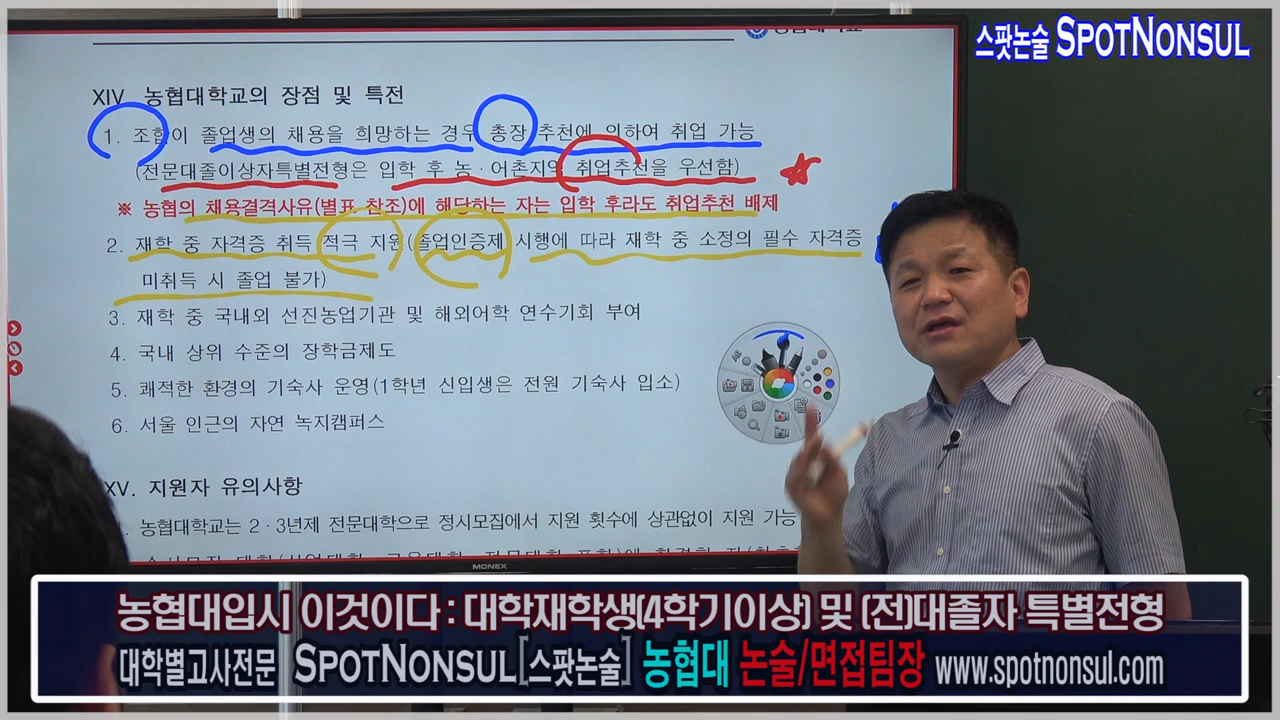 스팟논술 SPOTNONSUL
XIV. 농협대학교의 장점 및 특전
1. 조합이 졸업생의 채용을 희망하는 경우 총장 추천에 의하여 취업 가능
(전문대졸이상자특별전형은 입학 후 농·어촌지역 취업추천을 우선함)
※ 농협의 채용결격사유(별표 참조)에 해당하는 자는 입학 후라도 취업추천 배제
2. 재학 중 자격증 취득 적극 지원(졸업인증제 시행에 따라 재학 중 소정의 필수 자격증
미취득 시 졸업 불가)
3. 재학 중 국내외 선진농업기관 및 해외어학 연수기회 부여
4. 국내 상위 수준의 장학금제도
5. 쾌적한 환경의 기숙사 운영(1학년 신입생은 전원 기숙사 입소)
6. 서울 인근의 자연 녹지캠퍼스
XV. 지원자 유의사항
농협대학교는 2·3년제 전문대학으로 정시모집에서 지원 횟수에 상관없이 지원 가능
MONEX
농협대입시 이것이다 : 대학재학생(4학기이상) 및 (전)대졸자 특별전형
대학별고사전문 SPOTNONSUL[스팟논술] 농협대 논술/면접팀장 www.spotnonsul.com